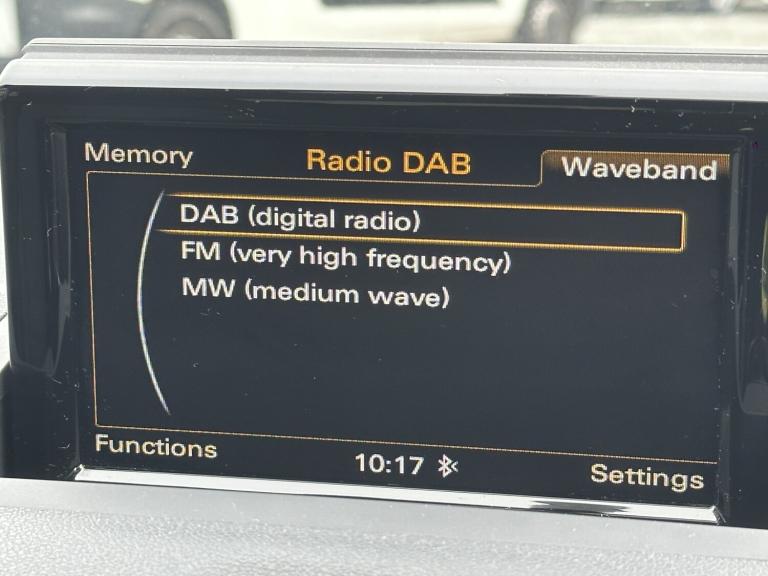 Memory
Radio DAB
Waveband
DAB (digital radio)
FM (very high frequency)
MW (medium wave)
Functions
10:17
Settings